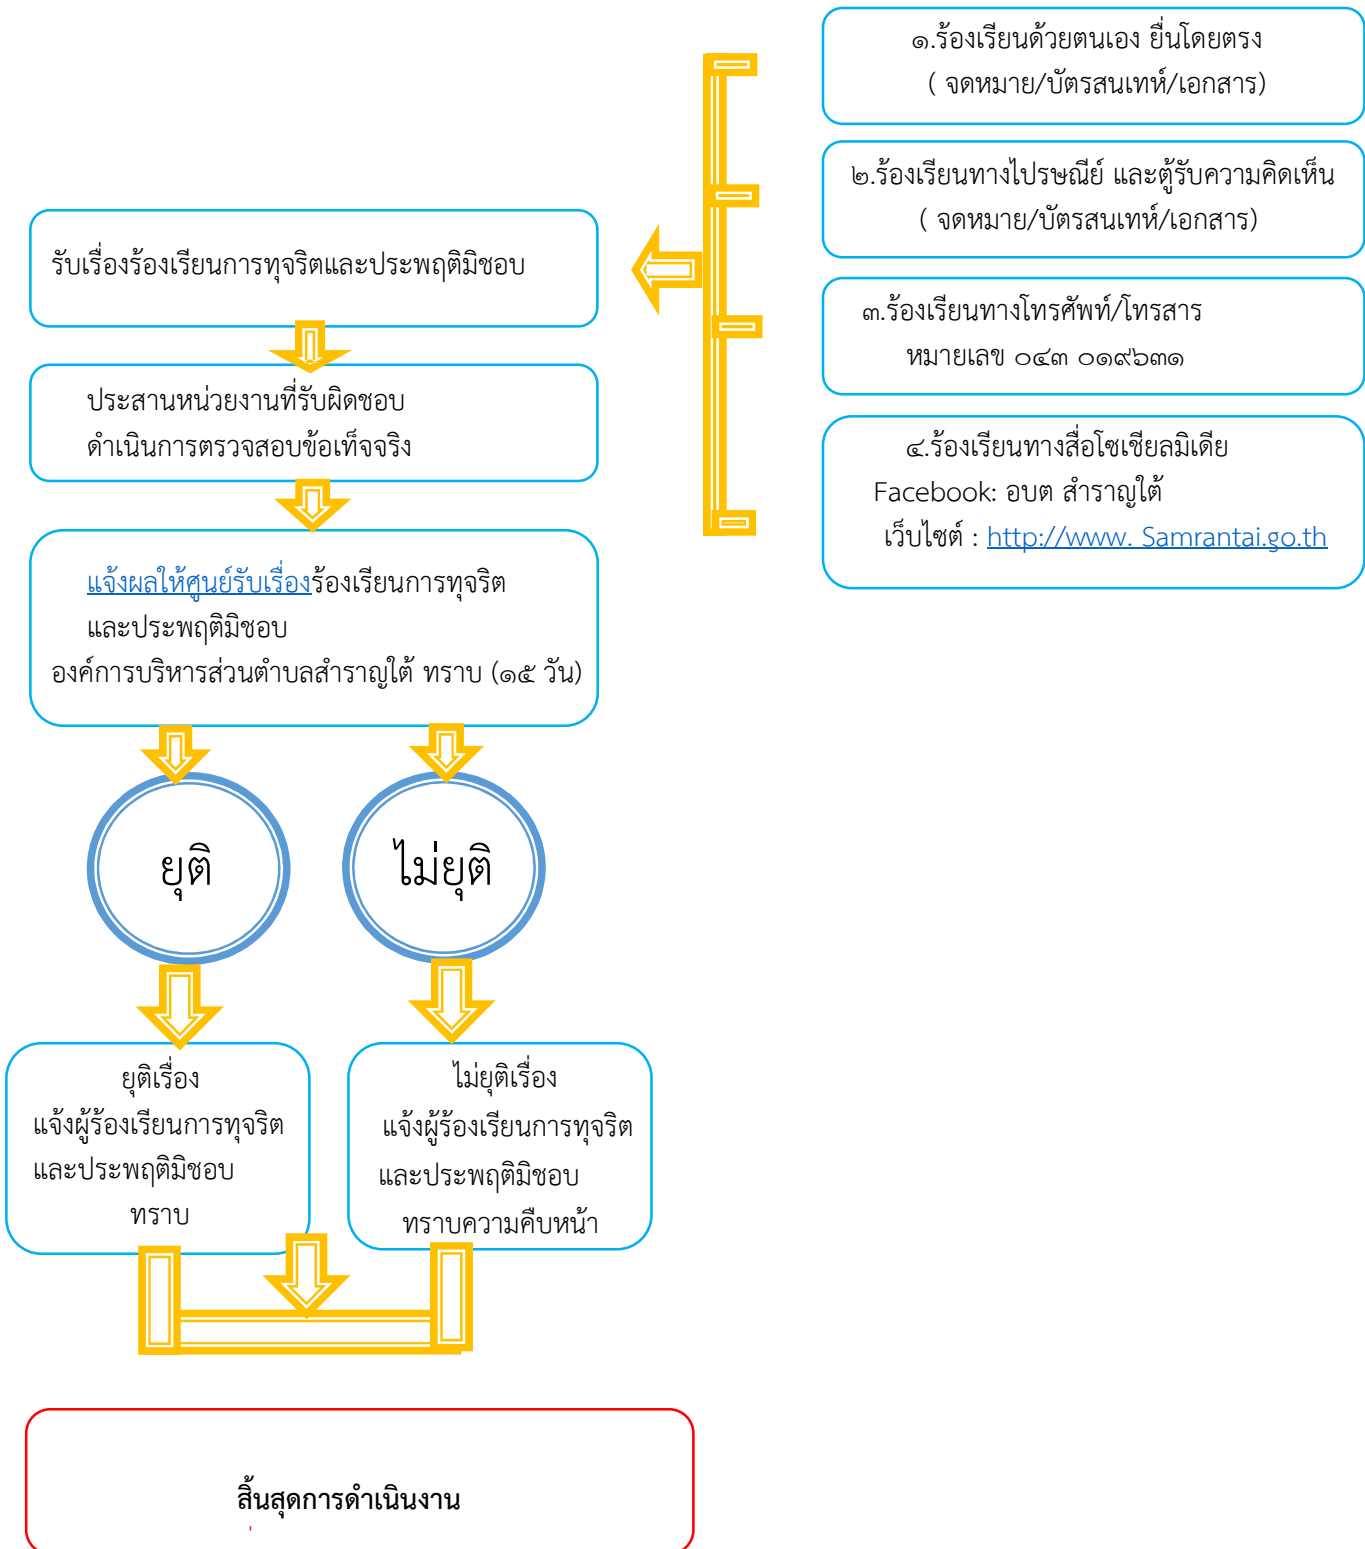 ๑.ร้องเรียนด้วยตนเอง ยื่นโดยตรง
( จดหมาย/บัตรสนเทห์/เอกสาร)
๒.ร้องเรียนทางไปรษณีย์ และตู้รับความคิดเห็น
( จดหมาย/บัตรสนเทห์/เอกสาร)
๓.ร้องเรียนทางโทรศัพท์/โทรสาร
หมายเลข ๐๔๓ ๐๑๙๖๓๑
๔.ร้องเรียนทางสื่อโซเชียลมิเดีย
Facebook: อบต สำราญใต้
เว็บไซต์ : http://www. Samrantai.go.th
รับเรื่องร้องเรียนการทุจริตและประพฤติมิชอบ
ประสานหน่วยงานที่รับผิดชอบ
ดำเนินการตรวจสอบข้อเท็จจริง
แจ้งผลให้ศูนย์รับเรื่องร้องเรียนการทุจริต
และประพฤติมิชอบ
องค์การบริหารส่วนตำบลสำราญใต้ ทราบ (๑๕ วัน)
ยุติ
ไม่ยุติ
ยุติเรื่อง
แจ้งผู้ร้องเรียนการทุจริต
และประพฤติมิชอบ
ทราบ
ไม่ยุติเรื่อง
แจ้งผู้ร้องเรียนการทุจริต
และประพฤติมิชอบ
ทราบความคืบหน้า
สิ้นสุดการดำเนินงาน